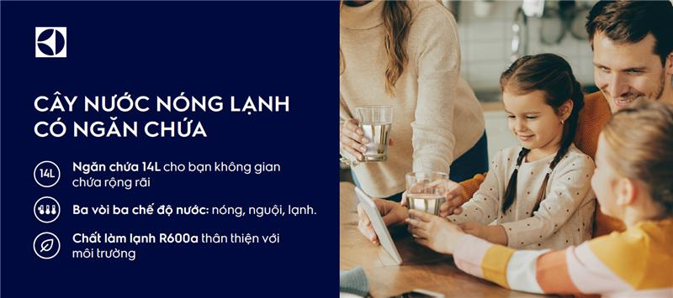 CÂY NƯỚC NÓNG LẠNH
CÓ NGĂN CHỨA
14L
Ngăn chứa 14L cho bạn không gian
chứa rộng rãi
Ba vòi ba chế độ nước: nóng, nguội, lạnh.
Chất làm lạnh R600a thân thiện với
môi trường